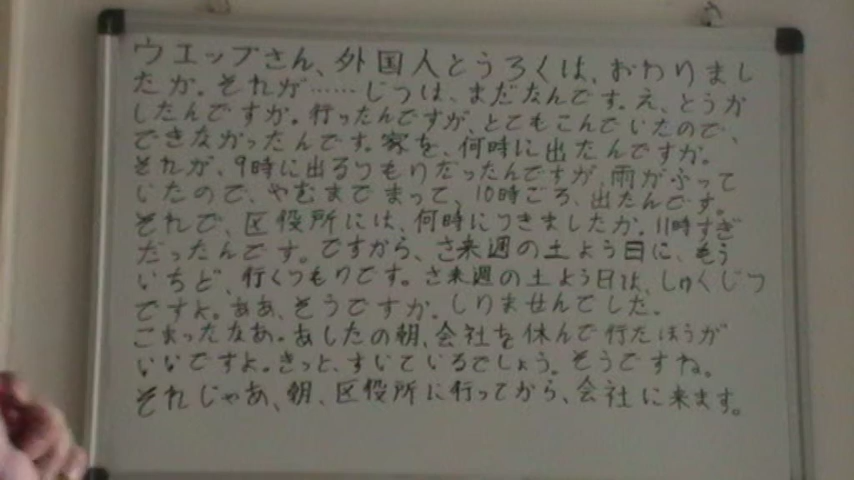 ウエッブさん、外国人とうろくは、おわりまし
たか。それが……じつは、まだなんです。え、とうか
したんですか。行ったんですが、とてもこんでいたので、
できなかったんです。家を、何時に出たんですか。
それが、9時に出るつもりだったんですが、雨がふって
いたので、やむまでまって、10時ごろ、出たんです。
それで、区役所には、何時につきましたか。11時すぎ
だったんです。ですから、さ来週の土よう日に、もう
いちど、行くつもりです。さ来週の土よう日は、しゅくじつ
ですよ。ああ、そうですか。しりませんでした。
こまったなあ。あしたの朝、会社を休んで行たほうが
いいですよ。きっと、すいているでしょう。そうですね。
それじゃあ、朝、区役所に行ってから、会社に来ます。